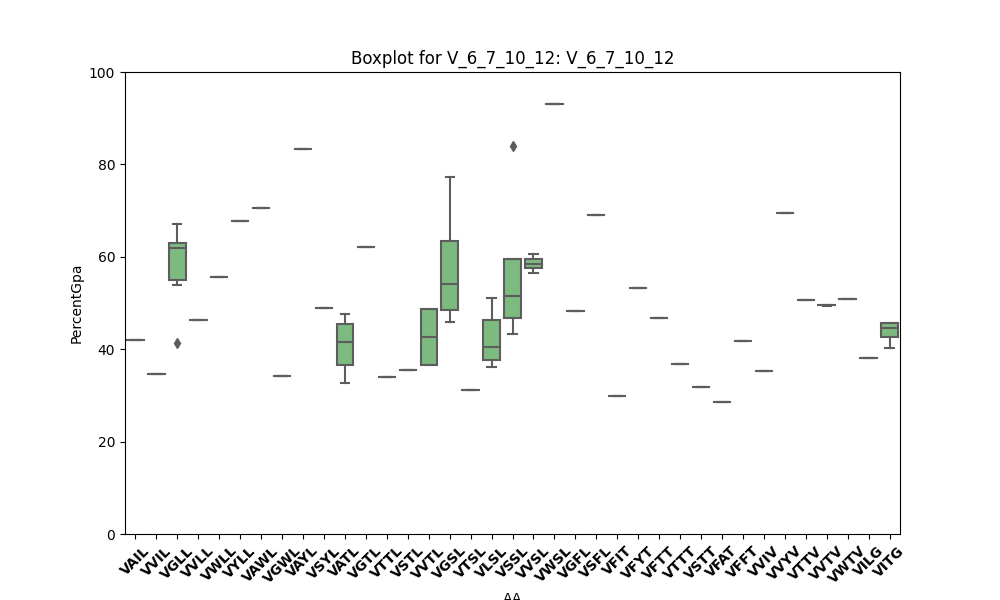 Boxplot for V_6_7_10_12: V_6_7_10_12
PercentGpa
100
80
60
40
20
0
VAIL VVIL VGLL VVLL VWLL VYLL VAWL VGWL VAYL VSYL VATL VGTL VTTL VSTL VVTL VGSL VTSL VLSL VSSL VVSL VWSL VGFL VSFL VFIT VFYT VFTT VTTT VSTT VFAT VFFT VVIV VVYV VTTV VVTV VWTV VILG VITG
AA